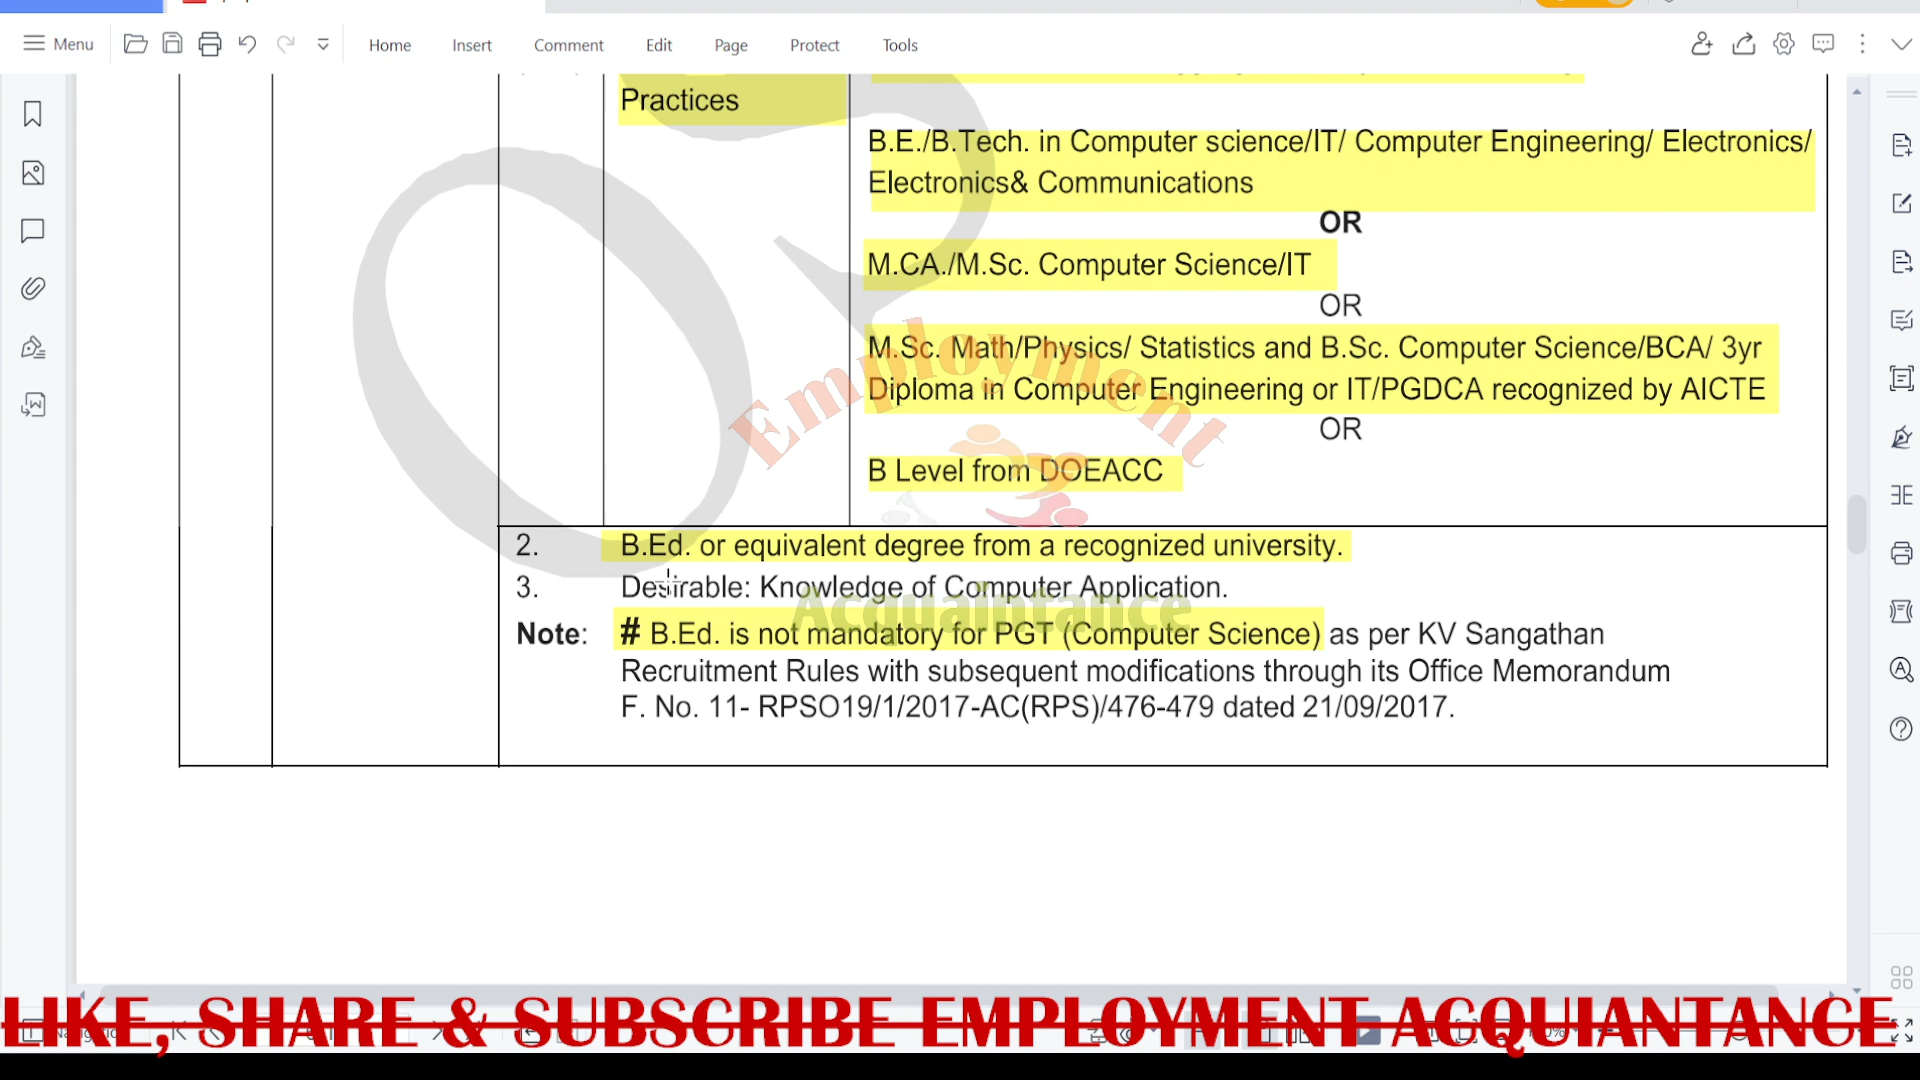 Menu
Home
Insert
Comment
Edit
Page
Protect
Tools
Practices
B.E./B.Tech. in Computer science/IT/ Computer Engineering/ Electronics/
Electronics& Communications
OR
M.CA./M.Sc. Computer Science/IT
OR
M.Sc. Math/Physics/ Statistics and B.Sc. Computer Science/BCA/ 3yr
Diploma in Computer Engineering or IT/PGDCA recognized by AICTE
OR
B Level from DOEACC
Employment
2. B.Ed. or equivalent degree from a recognized university.
3. Desirable: Knowledge of Computer Application.
Acquaintance
Note: # B.Ed. is not mandatory for PGT (Computer Science) as per KV Sangathan
Recruitment Rules with subsequent modifications through its Office Memorandum
F. No. 11- RPSO19/1/2017-AC(RPS)/476-479 dated 21/09/2017.
LIKE, SHARE & SUBSCRIBE EMPLOYMENT ACQUIANTANCE